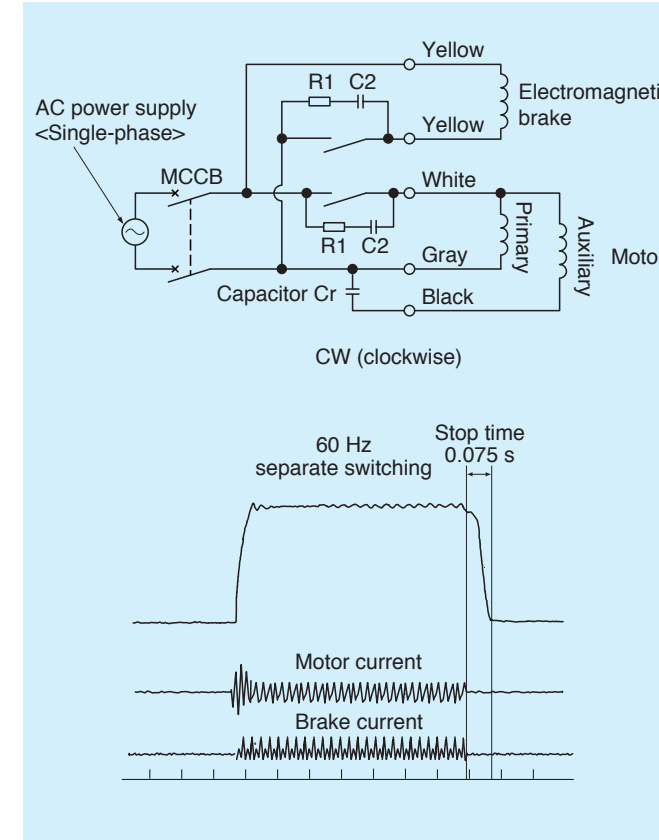 Yellow
R1 C2
Electromagneti
brake
AC power supply
<Single-phase>
Yellow
MCCB
White
R1 C2
Primary
Auxiliary
Gray
Moto
Capacitor Cr
Black
CW (clockwise)
60 Hz
separate switching
Stop time
0.075 s
Motor current
Brake current